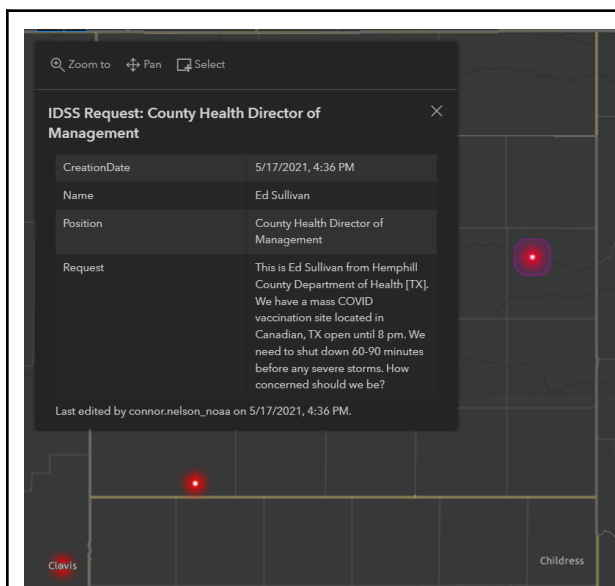 Zoom to Pan Select
IDSS Request: County Health Director of
Management
CreationDate 5/17/2021, 4:36 PM
Name Ed Sullivan
Position County Health Director of
Management
Request This is Ed Sullivan from Hemphill
County Department of Health [TX].
We have a mass COVID
vaccination site located in
Canadian, TX open until 8 pm. We
need to shut down 60-90 minutes
before any severe storms. How
concerned should we be?
Last edited by connor.nelson_noaa on 5/17/2021, 4:36 PM.
Clovis
Childress